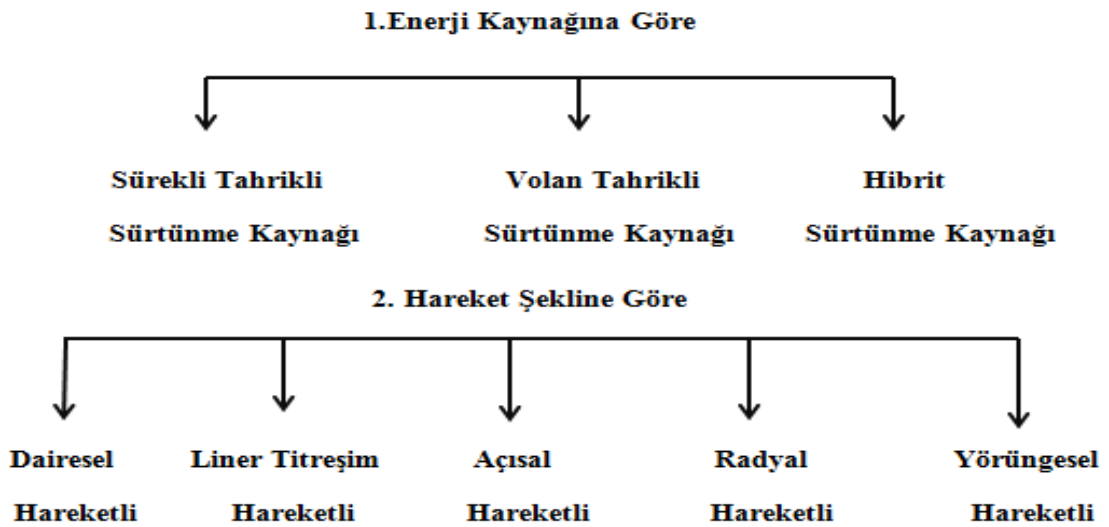 1.Enerji Kaynağına Göre
Sürekli Tahrikli Volan Tahrikli Hibrit
Sürtünme Kaynağı Sürtünme Kaynağı Sürtünme Kaynağı
2. Hareket Şekline Göre
Dairesel Liner Titreşim Açısal Radyal Yörüngesel
Hareketli Hareketli Hareketli Hareketli Hareketli